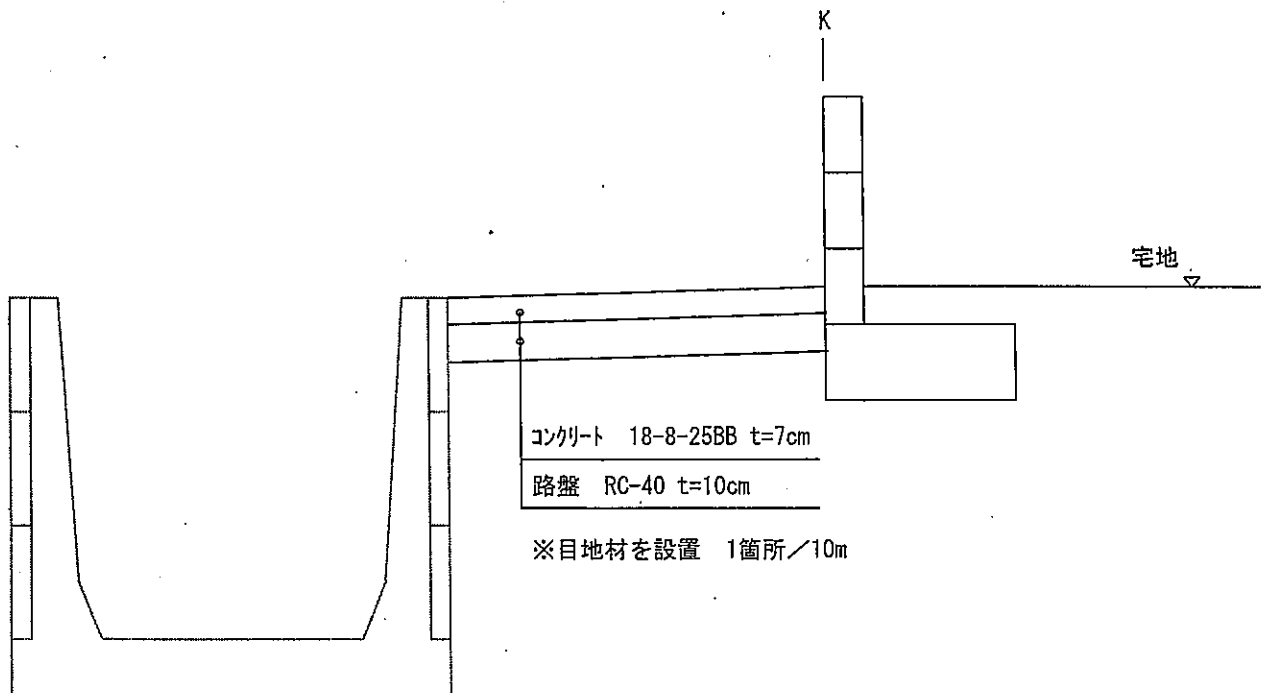 K
宅地
コンクリート 18-8-25BB t=7cm
路盤 RC-40 t=10cm
※目地材を設置 1箇所/10m